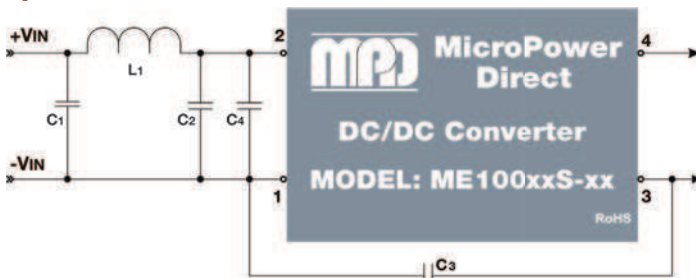 +VIN
L1
C1
C2
C4
-VIN
2
1
MPD MicroPower
Direct
DC/DC Converter
MODEL: ME100xxS-xx
RoHS
4
3
C3